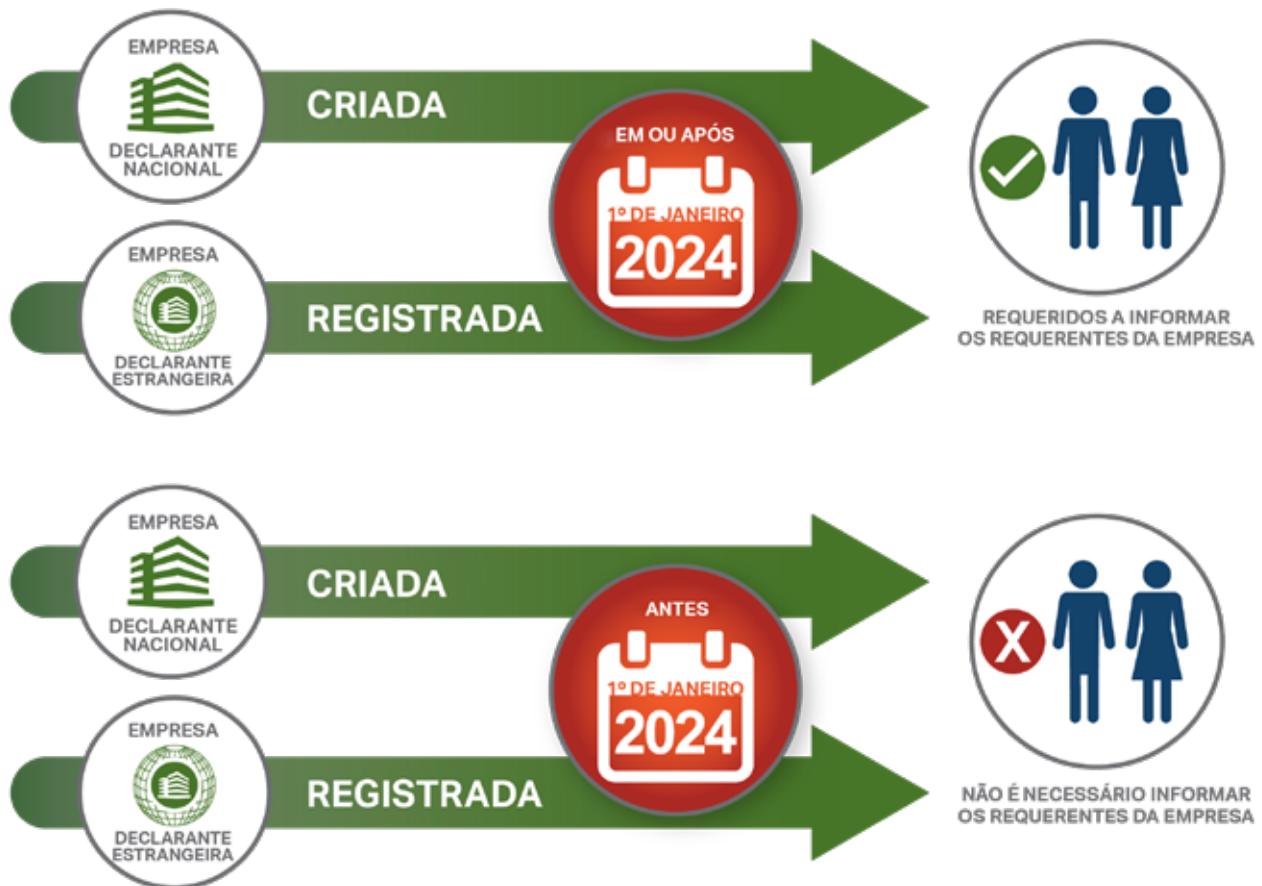 EMPRESA
DECLARANTE
NACIONAL
CRIADA
EM OU APÓS
1º DE JANEIRO
2024
EMPRESA
DECLARANTE
ESTRANGEIRA
REGISTRADA
REQUERIDOS A INFORMAR
OS REQUERENTES DA EMPRESA
EMPRESA
DECLARANTE
NACIONAL
CRIADA
ANTES
1º DE JANEIRO
2024
EMPRESA
DECLARANTE
ESTRANGEIRA
REGISTRADA
X
NÃO É NECESSÁRIO INFORMAR
OS REQUERENTES DA EMPRESA